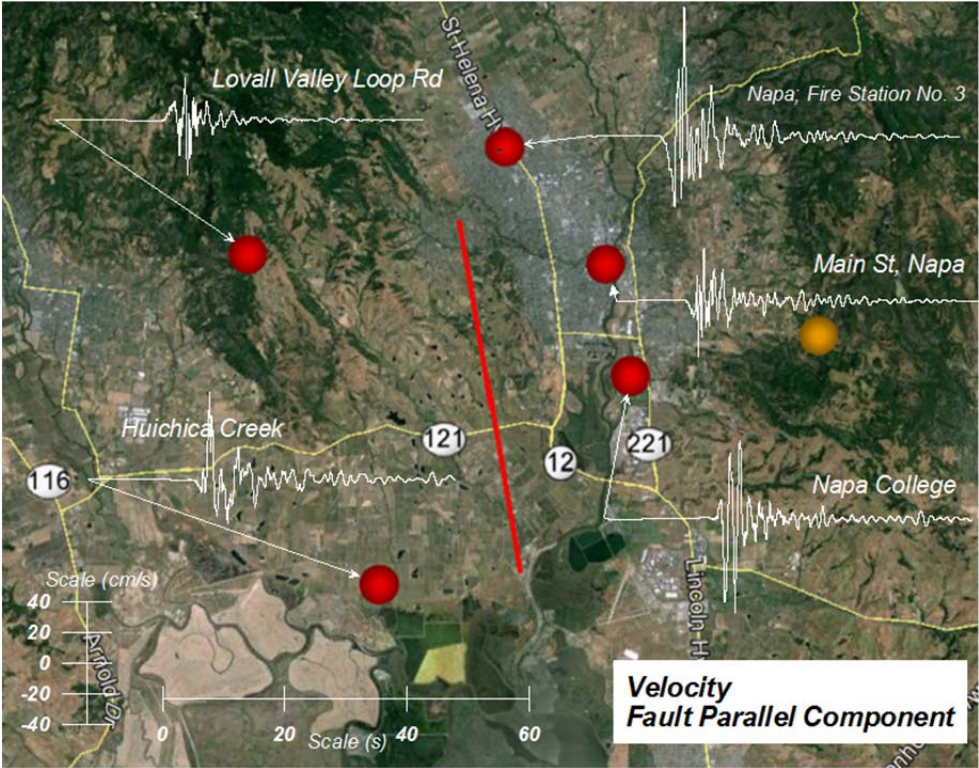 St Helena H
Lovall Valley Loop Rd
Napa; Fire Station No. 3
Main St, Napa
Huichica Creek
121
12
221
116
Napa College
Scale (cm/s)
40
20
0
-20
-40
Arnold Dr
Lincoln H
0 20 40 60
Scale (s)
Velocity
Fault Parallel Component